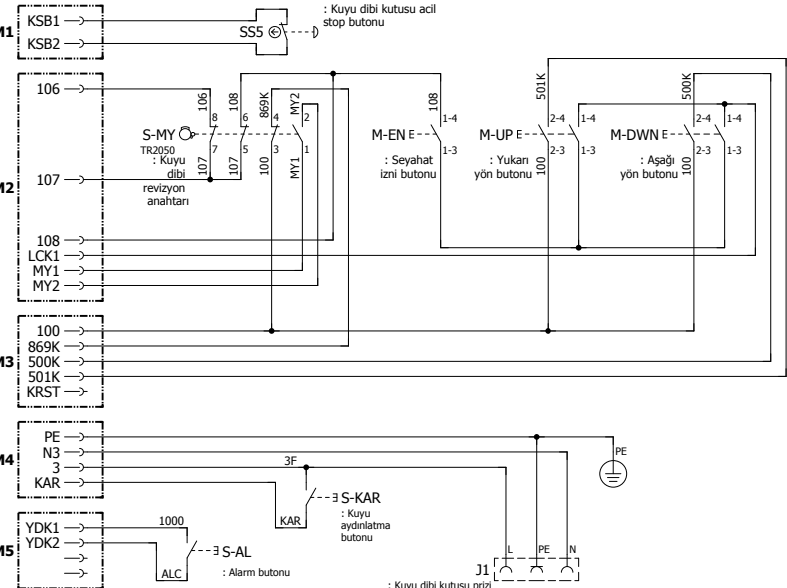 M1
KSB1
KSB2
SS5
: Kuyu dibi kutusu acil
stop butonu
M2
106
107
108
LCK1
MY1
MY2
106
108
869K
MY2
8
6
4
2
S-MY
TR2050
: Kuyu
dibi
revizyon
anahtarı
7
5
3
1
107
107
100
MY1
108
1-4
M-EN
1-3
: Seyahat
izni butonu
501K
2-4
1-4
M-UP
2-3
1-3
: Yukarı
yön butonu
100
500K
2-4
1-4
M-DWN
2-3
1-3
: Aşağı
yön butonu
100
M3
100
869K
500K
501K
KRST
M4
PE
N3
3
KAR
3F
PE
S-KAR
: Kuyu
aydınlatma
butonu
KAR
M5
YDK1
YDK2
1000
S-AL
ALC
: Alarm butonu
L
PE
N
J1
: Kuyu dibi kutusu prizi